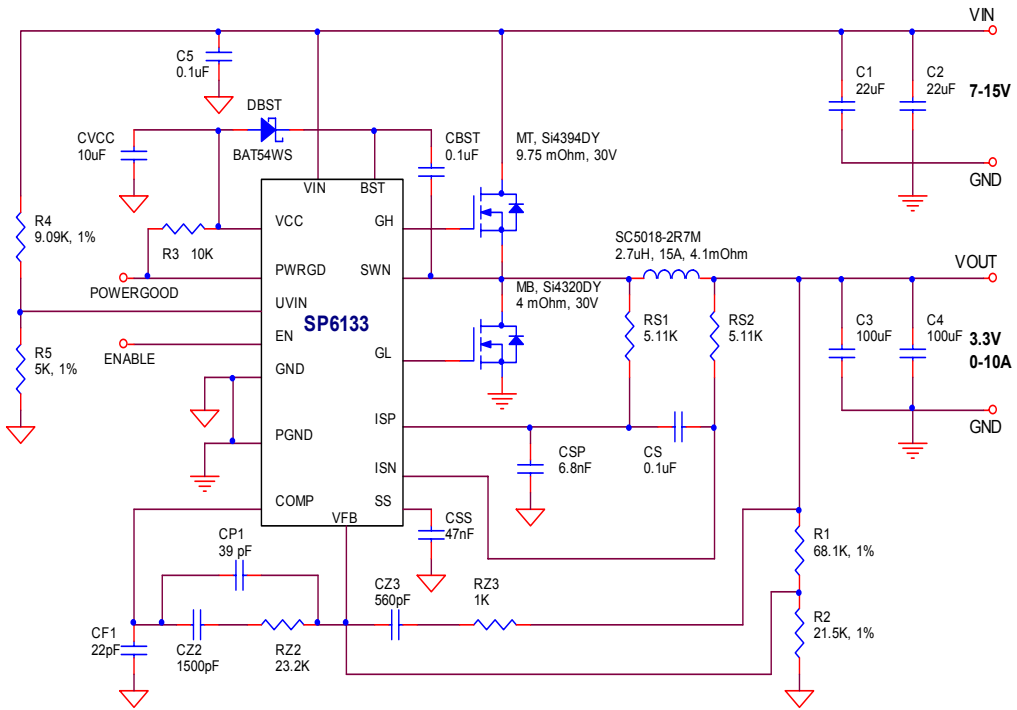 VIN
C5
0.1uF
C1
22uF
C2
22uF
7-15V
DBST
CVCC
10uF
BAT54WS
CBST
0.1uF
MT, Si4394DY
9.75 mOhm, 30V
GND
VIN
BST
R4
9.09K, 1%
VCC
GH
R3 10K
SC5018-2R7M
2.7uH, 15A, 4.1mOhm
PWRGD
SWN
VOUT
POWERGOOD
MB, Si4320DY
4 mOhm, 30V
UVIN
SP6133
RS1
5.11K
RS2
5.11K
C3
100uF
C4
100uF
3.3V
0-10A
EN
ENABLE
GL
R5
5K, 1%
GND
ISP
GND
PGND
CSP
6.8nF
CS
0.1uF
ISN
COMP
SS
VFB
CSS
47nF
CP1
39 pF
R1
68.1K, 1%
CZ3
560pF
RZ3
1K
CF1
22pF
CZ2
1500pF
RZ2
23.2K
R2
21.5K, 1%